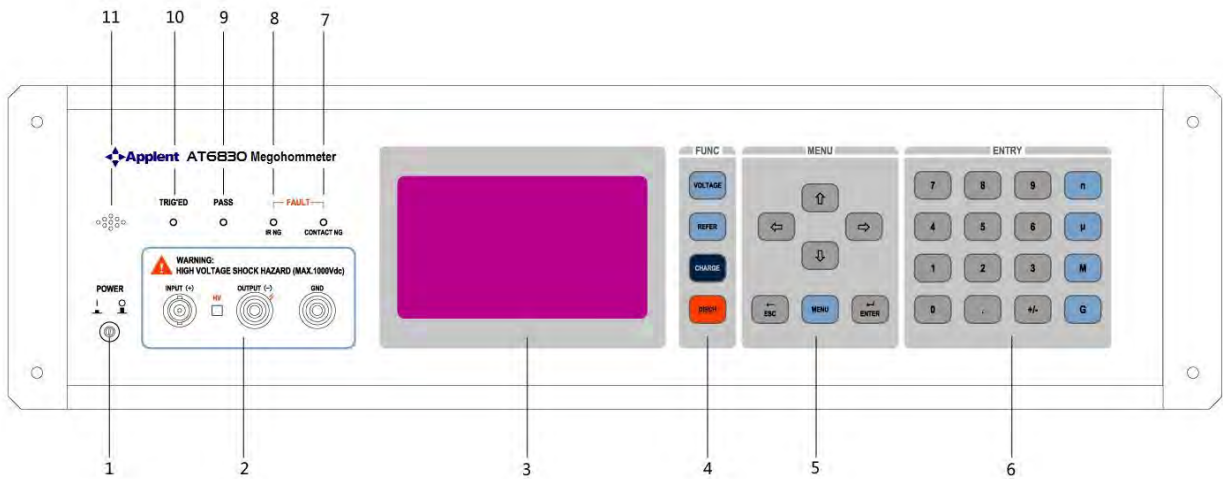 11 10 9 8 7
Applent AT6830 Megohommeter
FUNC MENU ENTRY
VOLTAGE 7 8 9 n
TRIG'ED PASS FAULT
REFER 4 5 6 µ
IR NG CONTACT NG
WARNING:
HIGH VOLTAGE SHOCK HAZARD (MAX.1000Vdc)
CHARGE 1 2 3 M
POWER INPUT (+) HV OUTPUT (–) GND
ESC MENU ENTER 0 . +/- G
1 2 3 4 5 6